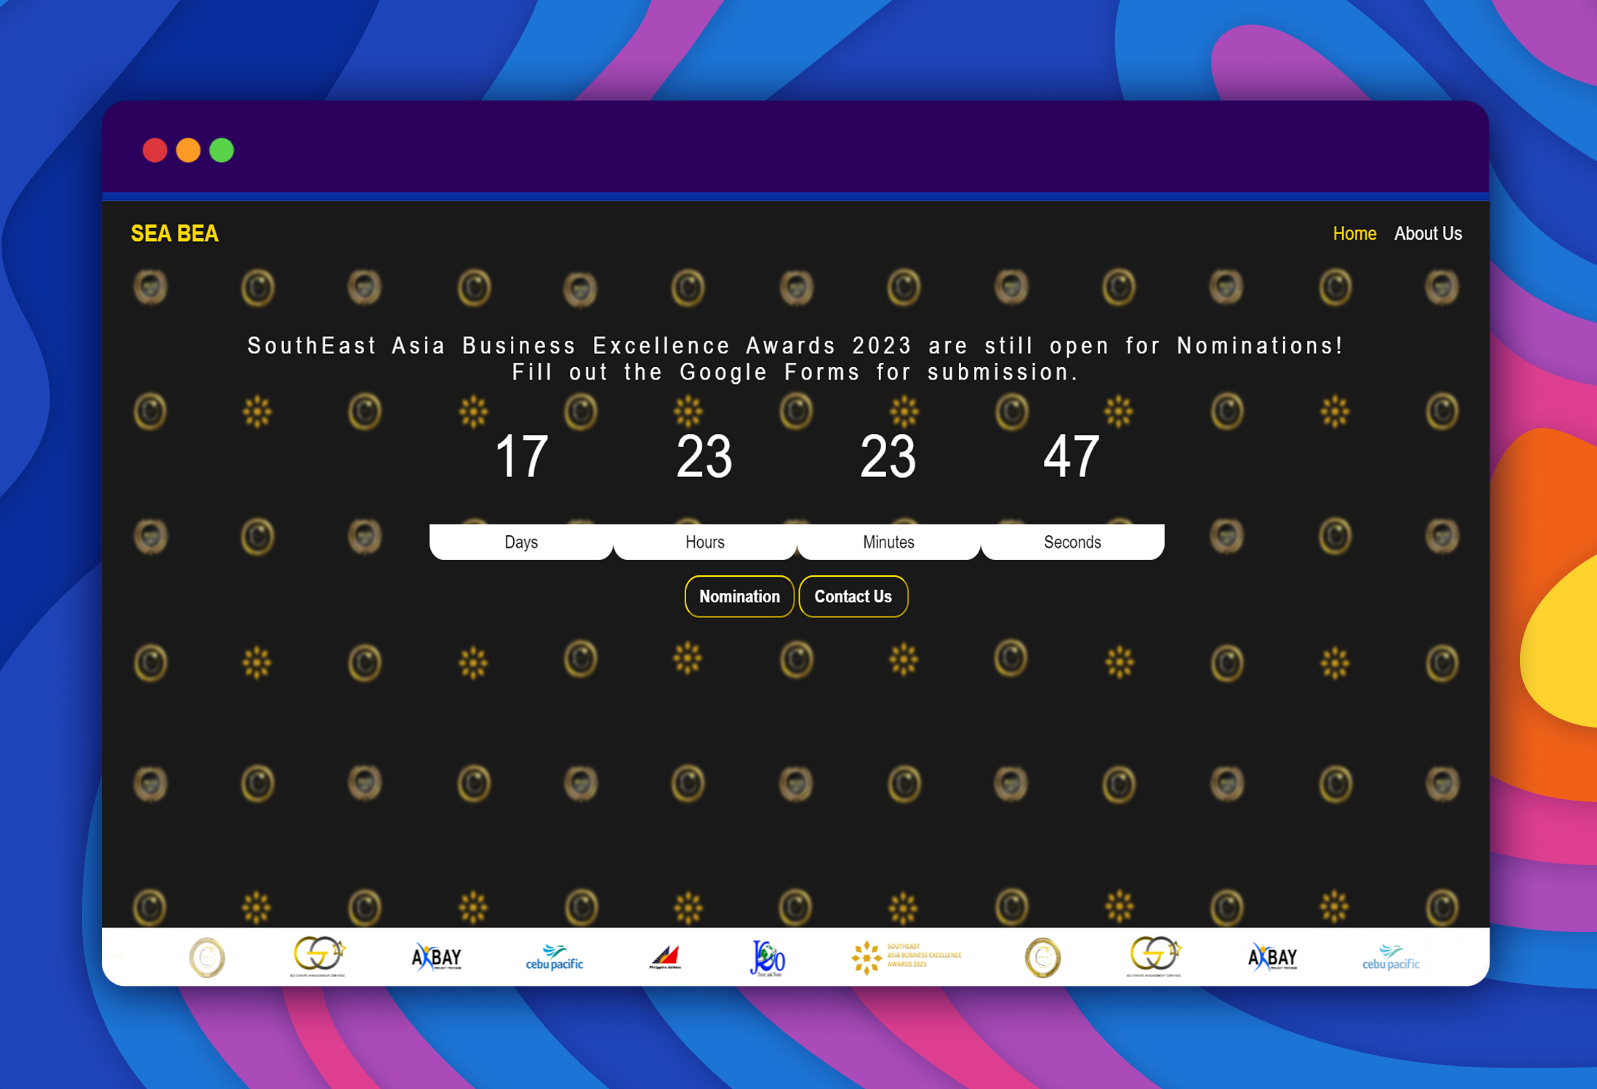 SEA BEA
Home About Us
SouthEast Asia Business Excellence Awards 2023 are still open for Nominations!
Fill out the Google Forms for submission.
17 23 23 47
Days Hours Minutes Seconds
Nomination Contact Us
AXBAY
cebu pacific
Philippine Airlines
SOUTHEAST
ASIA BUSINESS EXCELLENCE
AWARDS 2023
AXBAY
cebu pacific